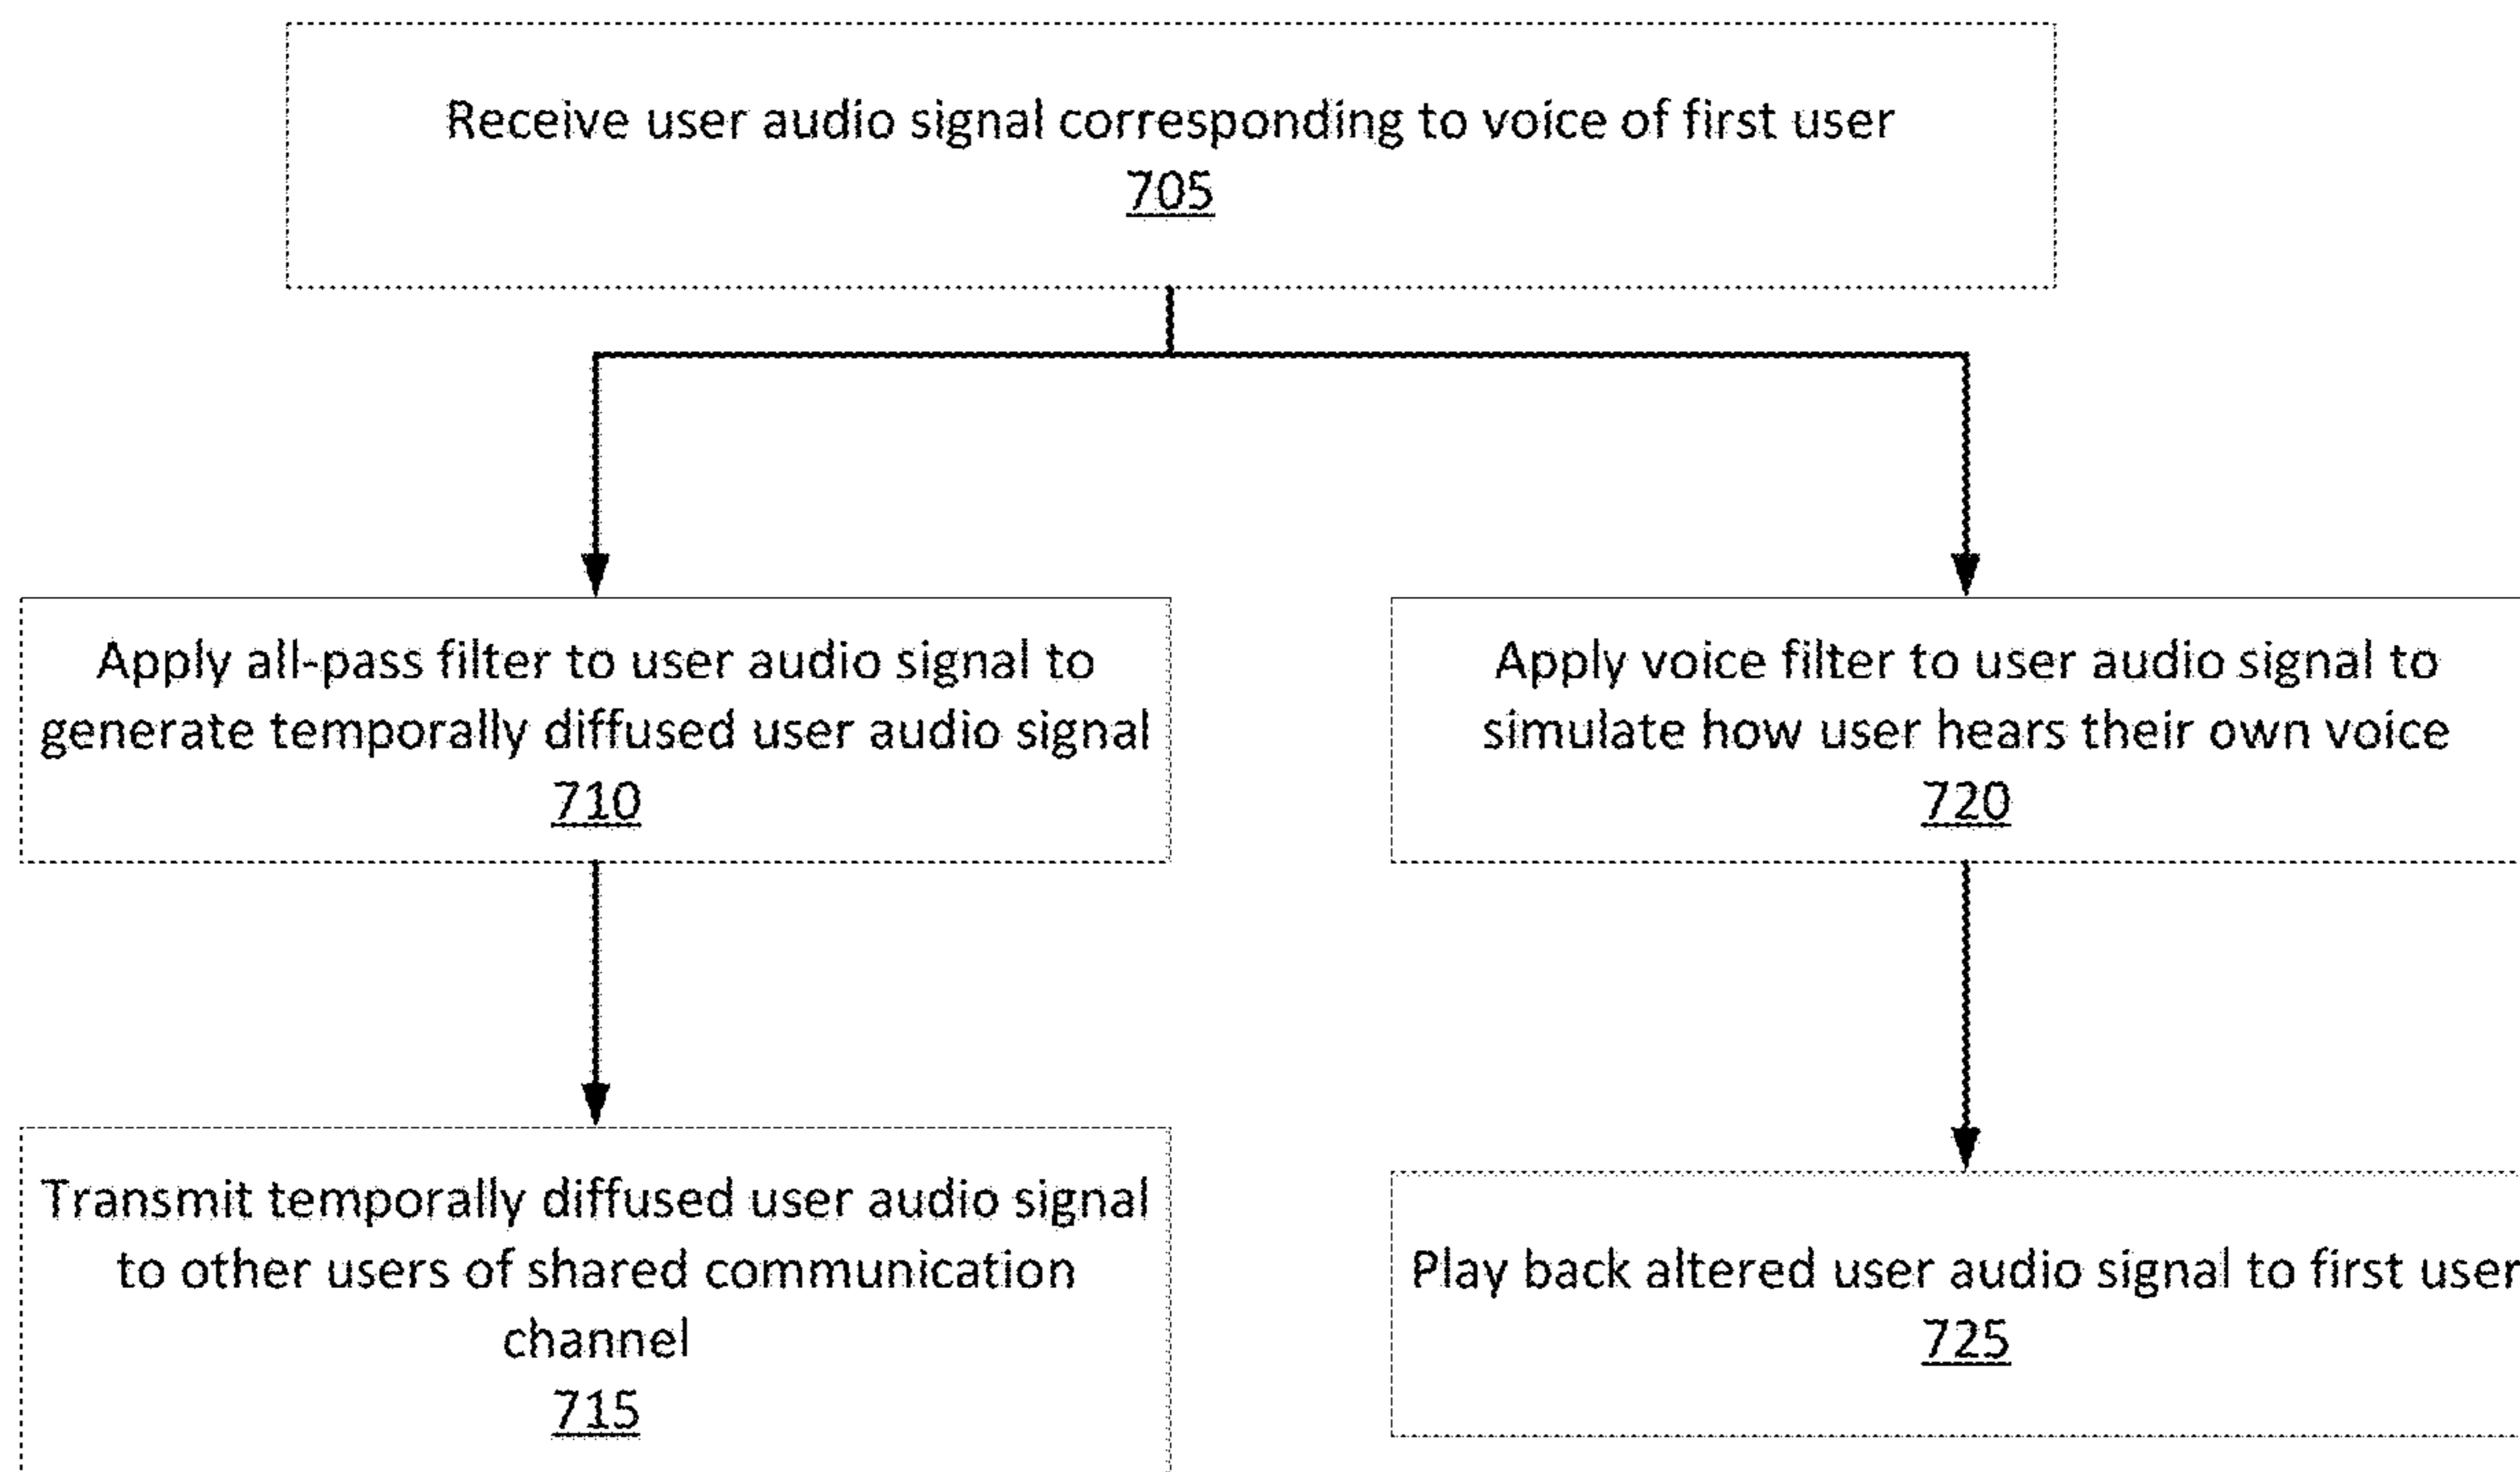 Receive user audio signal corresponding to voice of first user
705
Apply all-pass filter to user audio signal to
generate temporally diffused user audio signal
710
Apply voice filter to user audio signal to
simulate how user hears their own voice
720
Transmit temporally diffused user audio signal
to other users of shared communication
channel
715
Play back altered user audio signal to first user
725